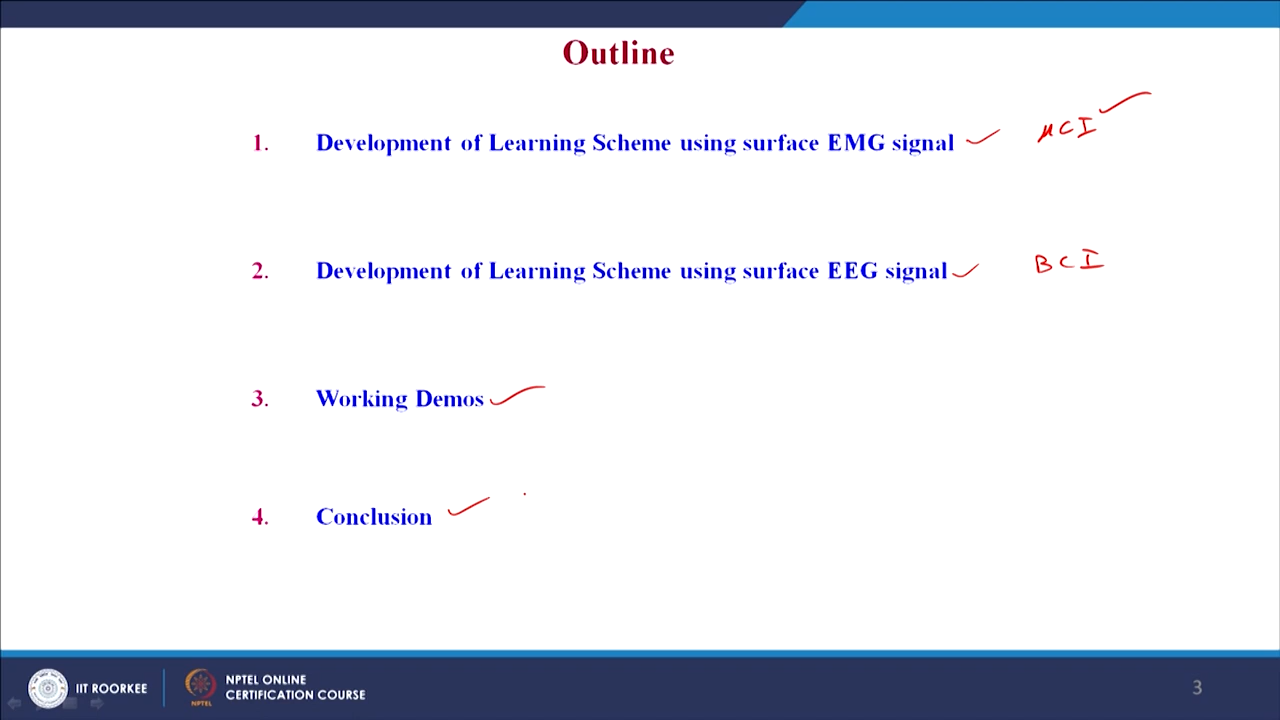 Outline
1. Development of Learning Scheme using surface EMG signal MCI
2. Development of Learning Scheme using surface EEG signal BCI
3. Working Demos
4. Conclusion
IIT ROORKEE
NPTEL
NPTEL ONLINE
CERTIFICATION COURSE
3